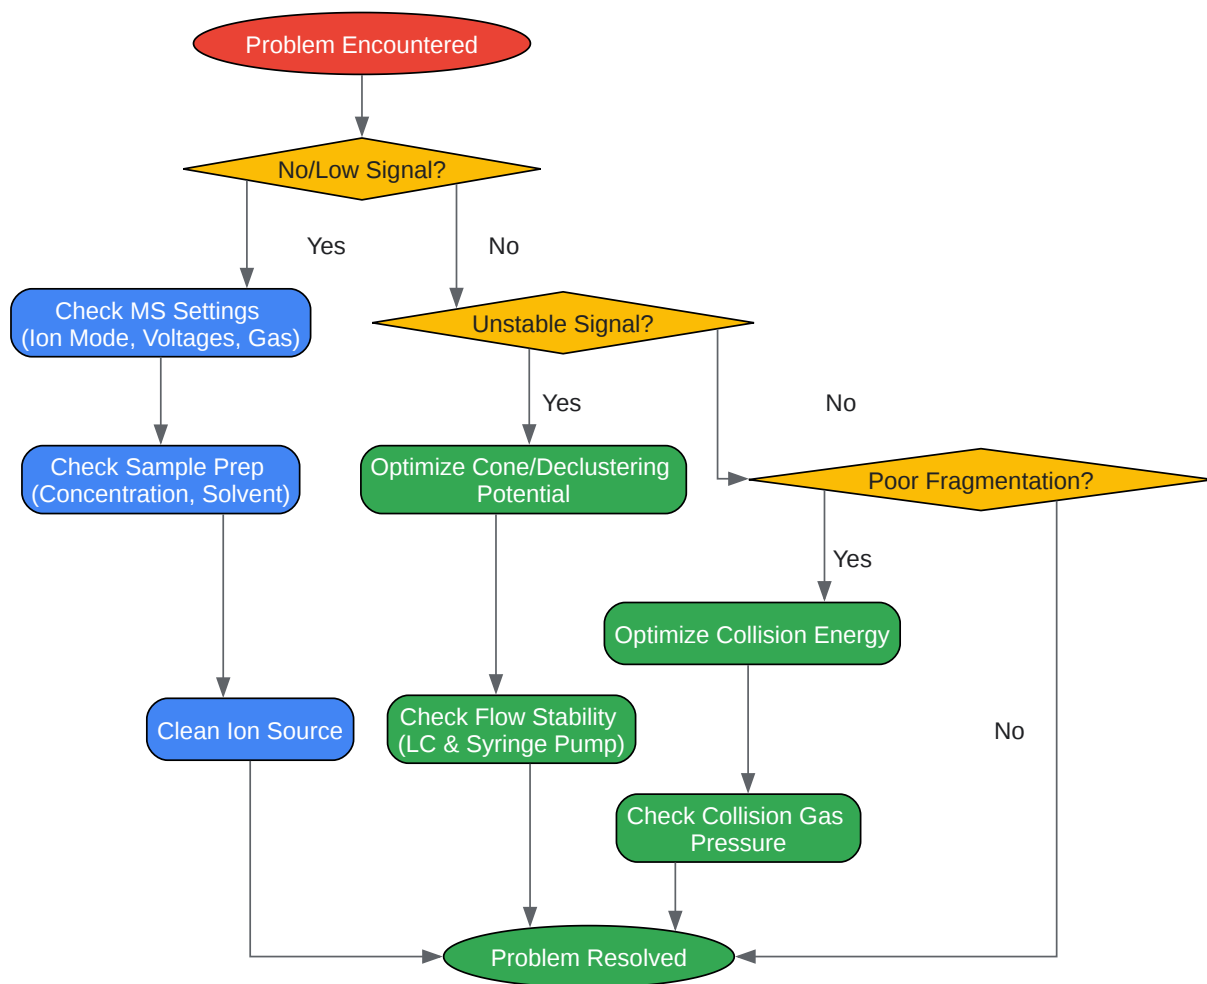 Problem Encountered
No/Low Signal?
Yes
No
Check MS Settings
(Ion Mode, Voltages, Gas)
Unstable Signal?
Yes
No
Check Sample Prep
(Concentration, Solvent)
Optimize Cone/Declustering
Potential
Poor Fragmentation?
Yes
Optimize Collision Energy
Clean Ion Source
Check Flow Stability
(LC & Syringe Pump)
No
Check Collision Gas
Pressure
Problem Resolved